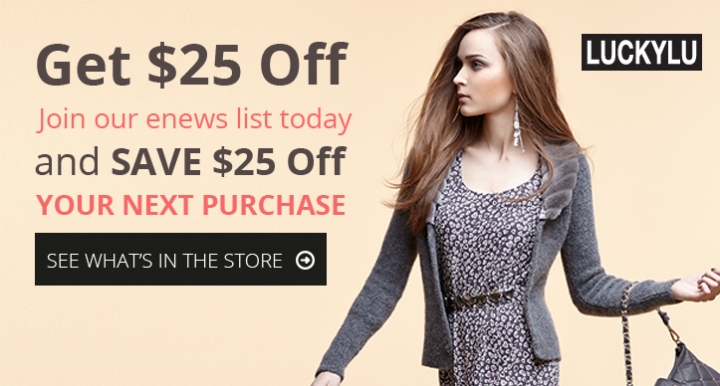 Get $25 Off
Join our enews list today
and SAVE $25 Off
YOUR NEXT PURCHASE
SEE WHAT'S IN THE STORE
LUCKYLU